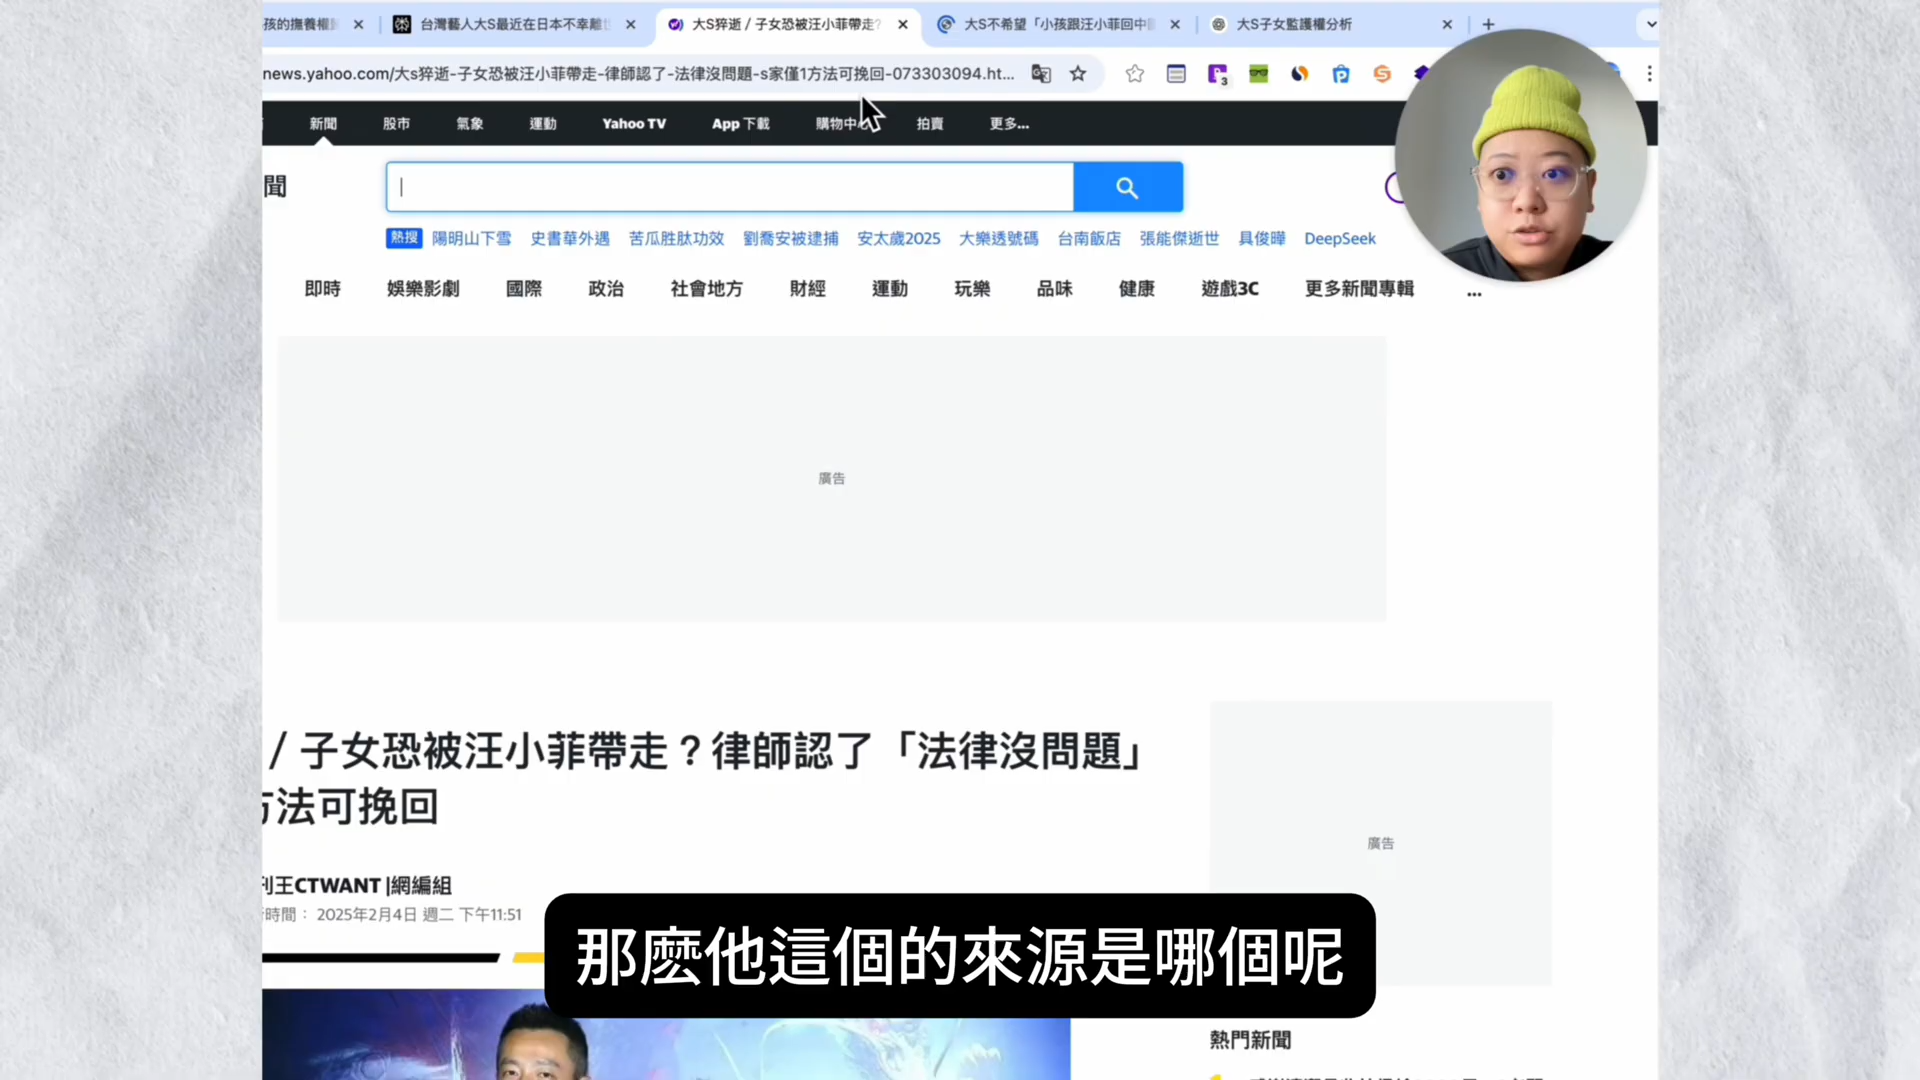 孩的撫養權
台灣藝人大S最近在日本不幸離世
大S猝逝 / 子女恐被汪小菲帶走?
大S不希望「小孩跟汪小菲回中
大S子女監護權分析
news.yahoo.com/大s猝逝-子女恐被汪小菲帶走-律師認了-法律沒問題-s家僅1方法可挽回-073303094.ht...
3
新聞 股市 氣象 運動 Yahoo TV App 下載 購物中心 拍賣 更多...
聞
熱搜 陽明山下雪 史書華外遇 苦瓜胜肽功效 劉喬安被逮捕 安太歲2025 大樂透號碼 台南飯店 張能傑逝世 具俊曄 DeepSeek
即時 娛樂影劇 國際 政治 社會地方 財經 運動 玩樂 品味 健康 遊戲3C 更多新聞專輯 ...
廣告
/ 子女恐被汪小菲帶走？律師認了「法律沒問題」
方法可挽回
廣告
刊王CTWANT |網編組
時間： 2025年2月4日 週二 下午11:51
那麼他這個的來源是哪個呢
熱門新聞